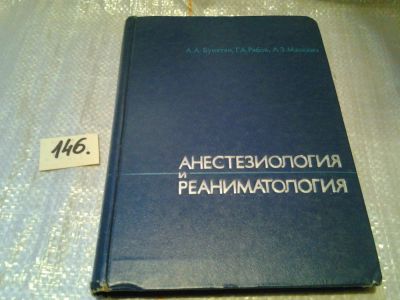 А. А. Бунятян, Г. А. Рябов, А. З. Маневич
АНЕСТЕЗИОЛОГИЯ
И
РЕАНИМАТОЛОГИЯ
146.